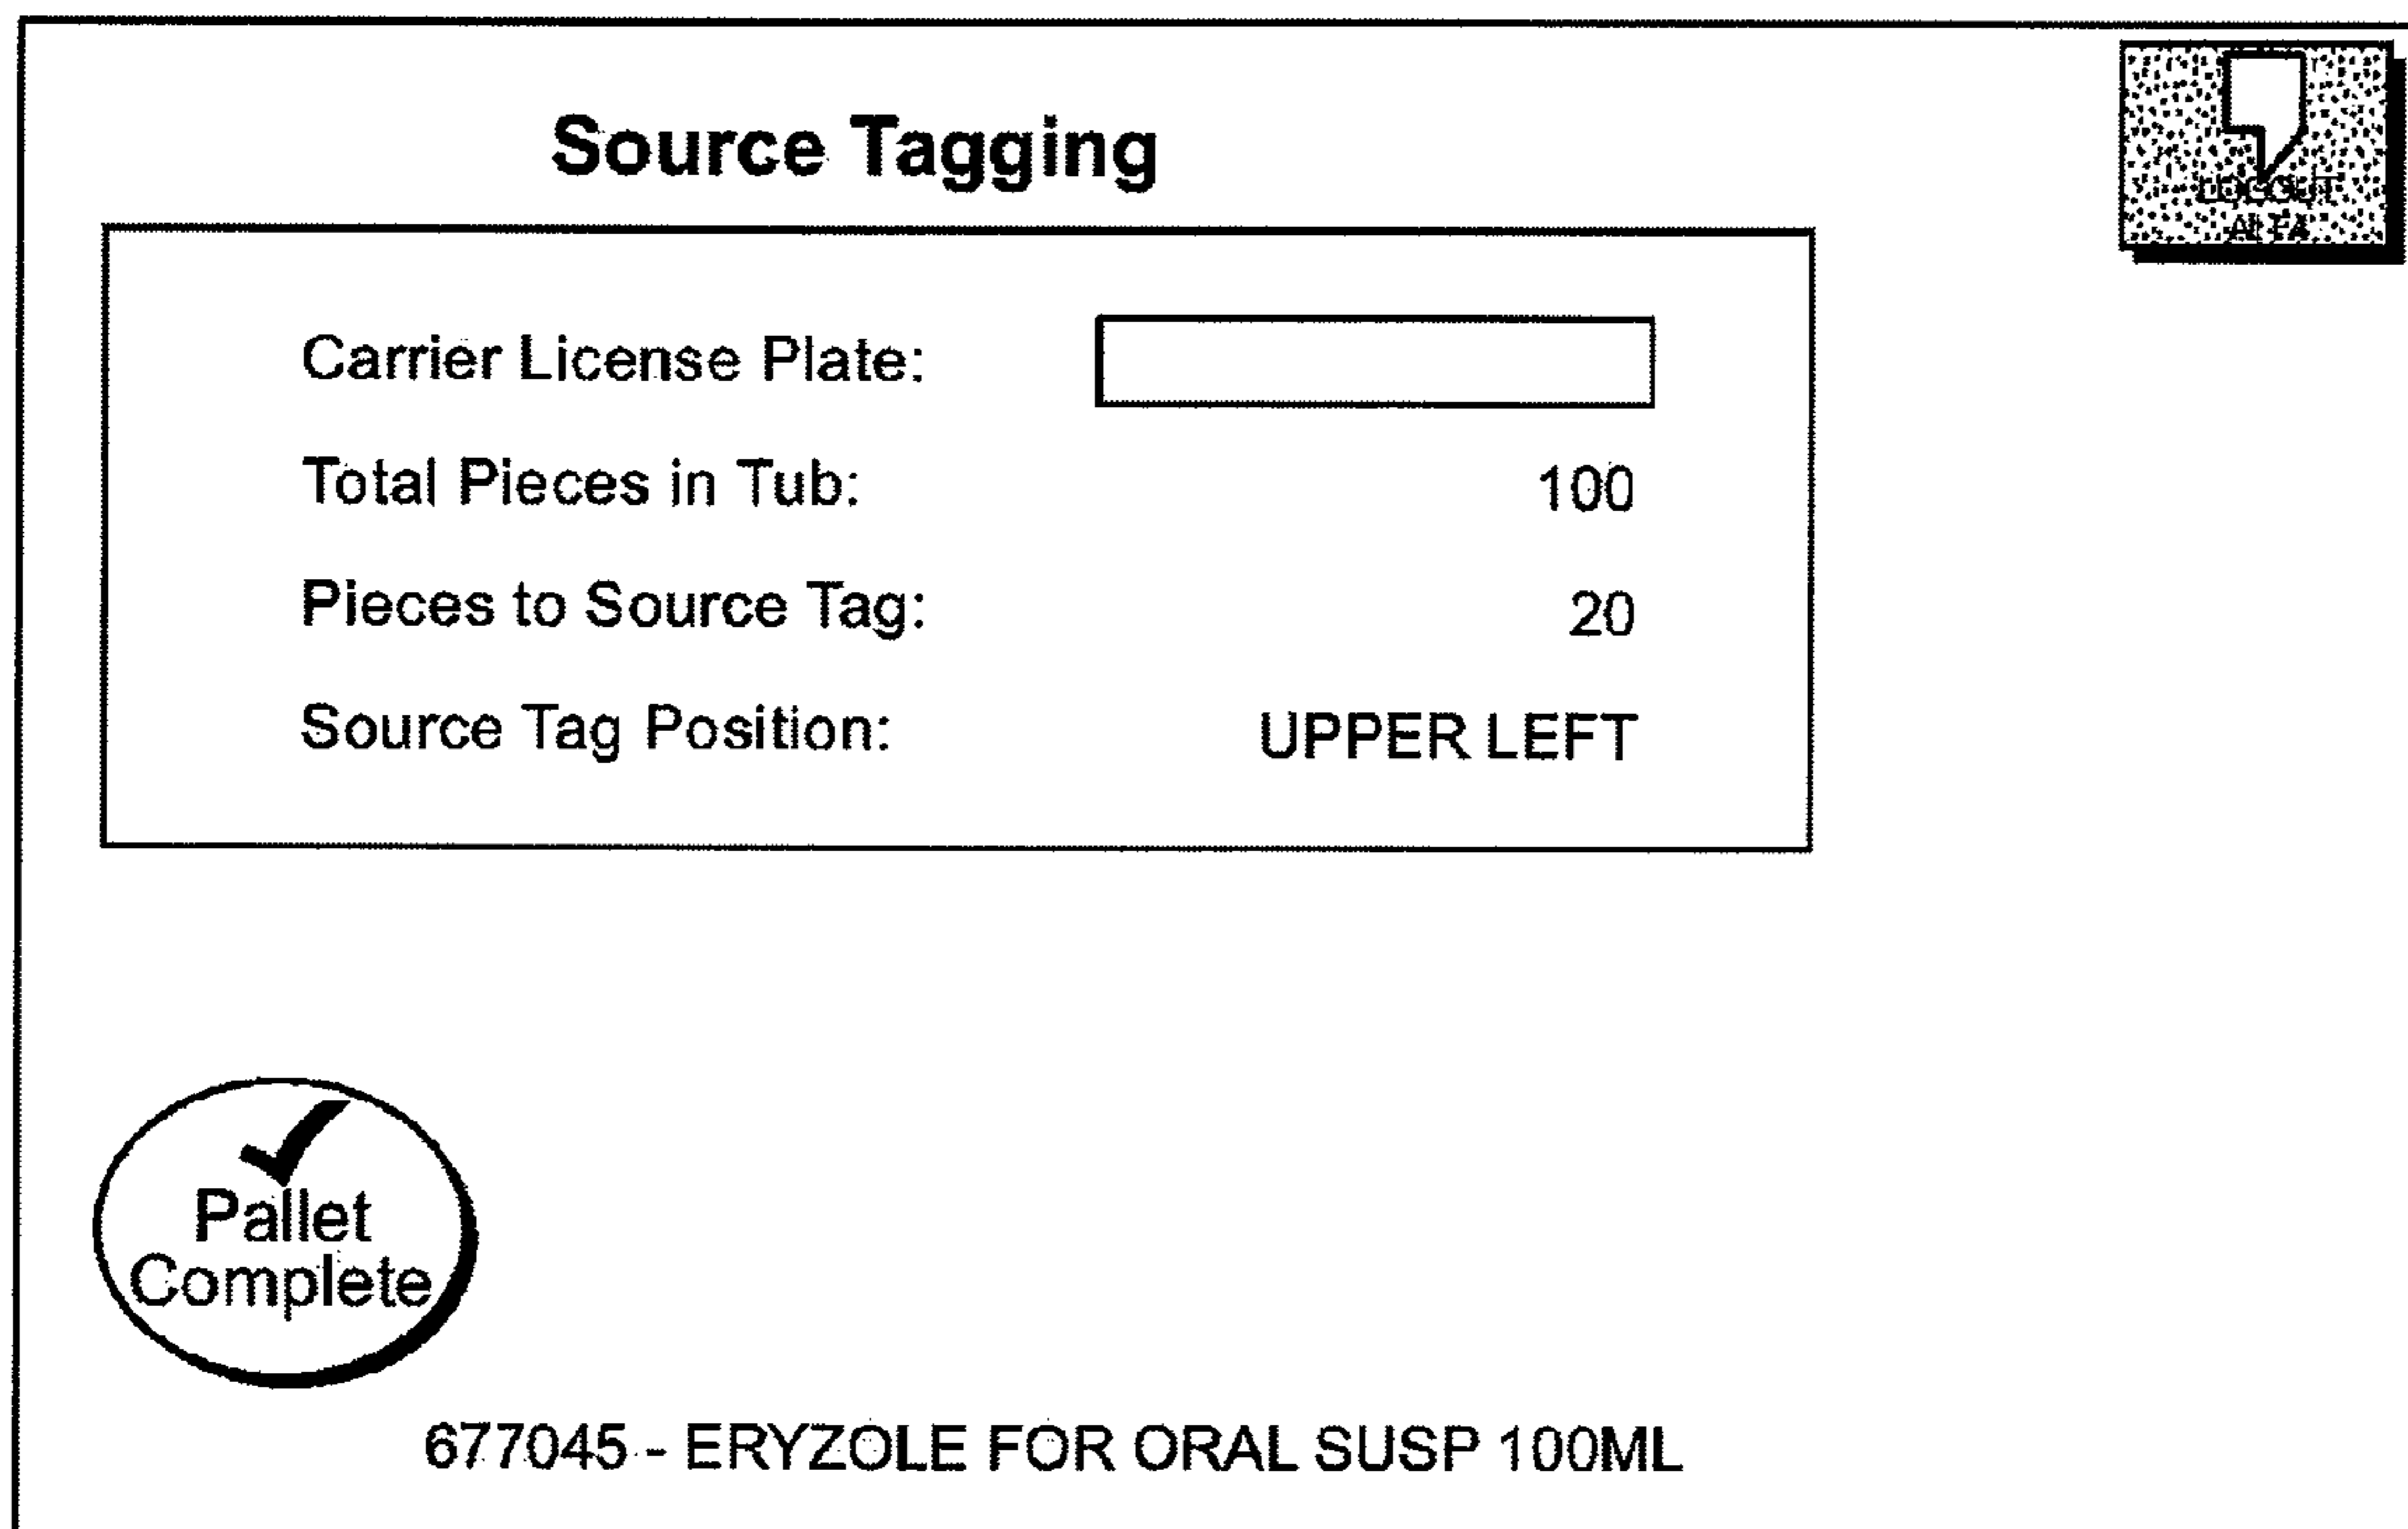 Source Tagging
LOGOUT
Carrier License Plate:
Total Pieces in Tub: 100
Pieces to Source Tag: 20
Source Tag Position: UPPER LEFT
Pallet
Complete
677045 - ERYZOLE FOR ORAL SUSP 100ML